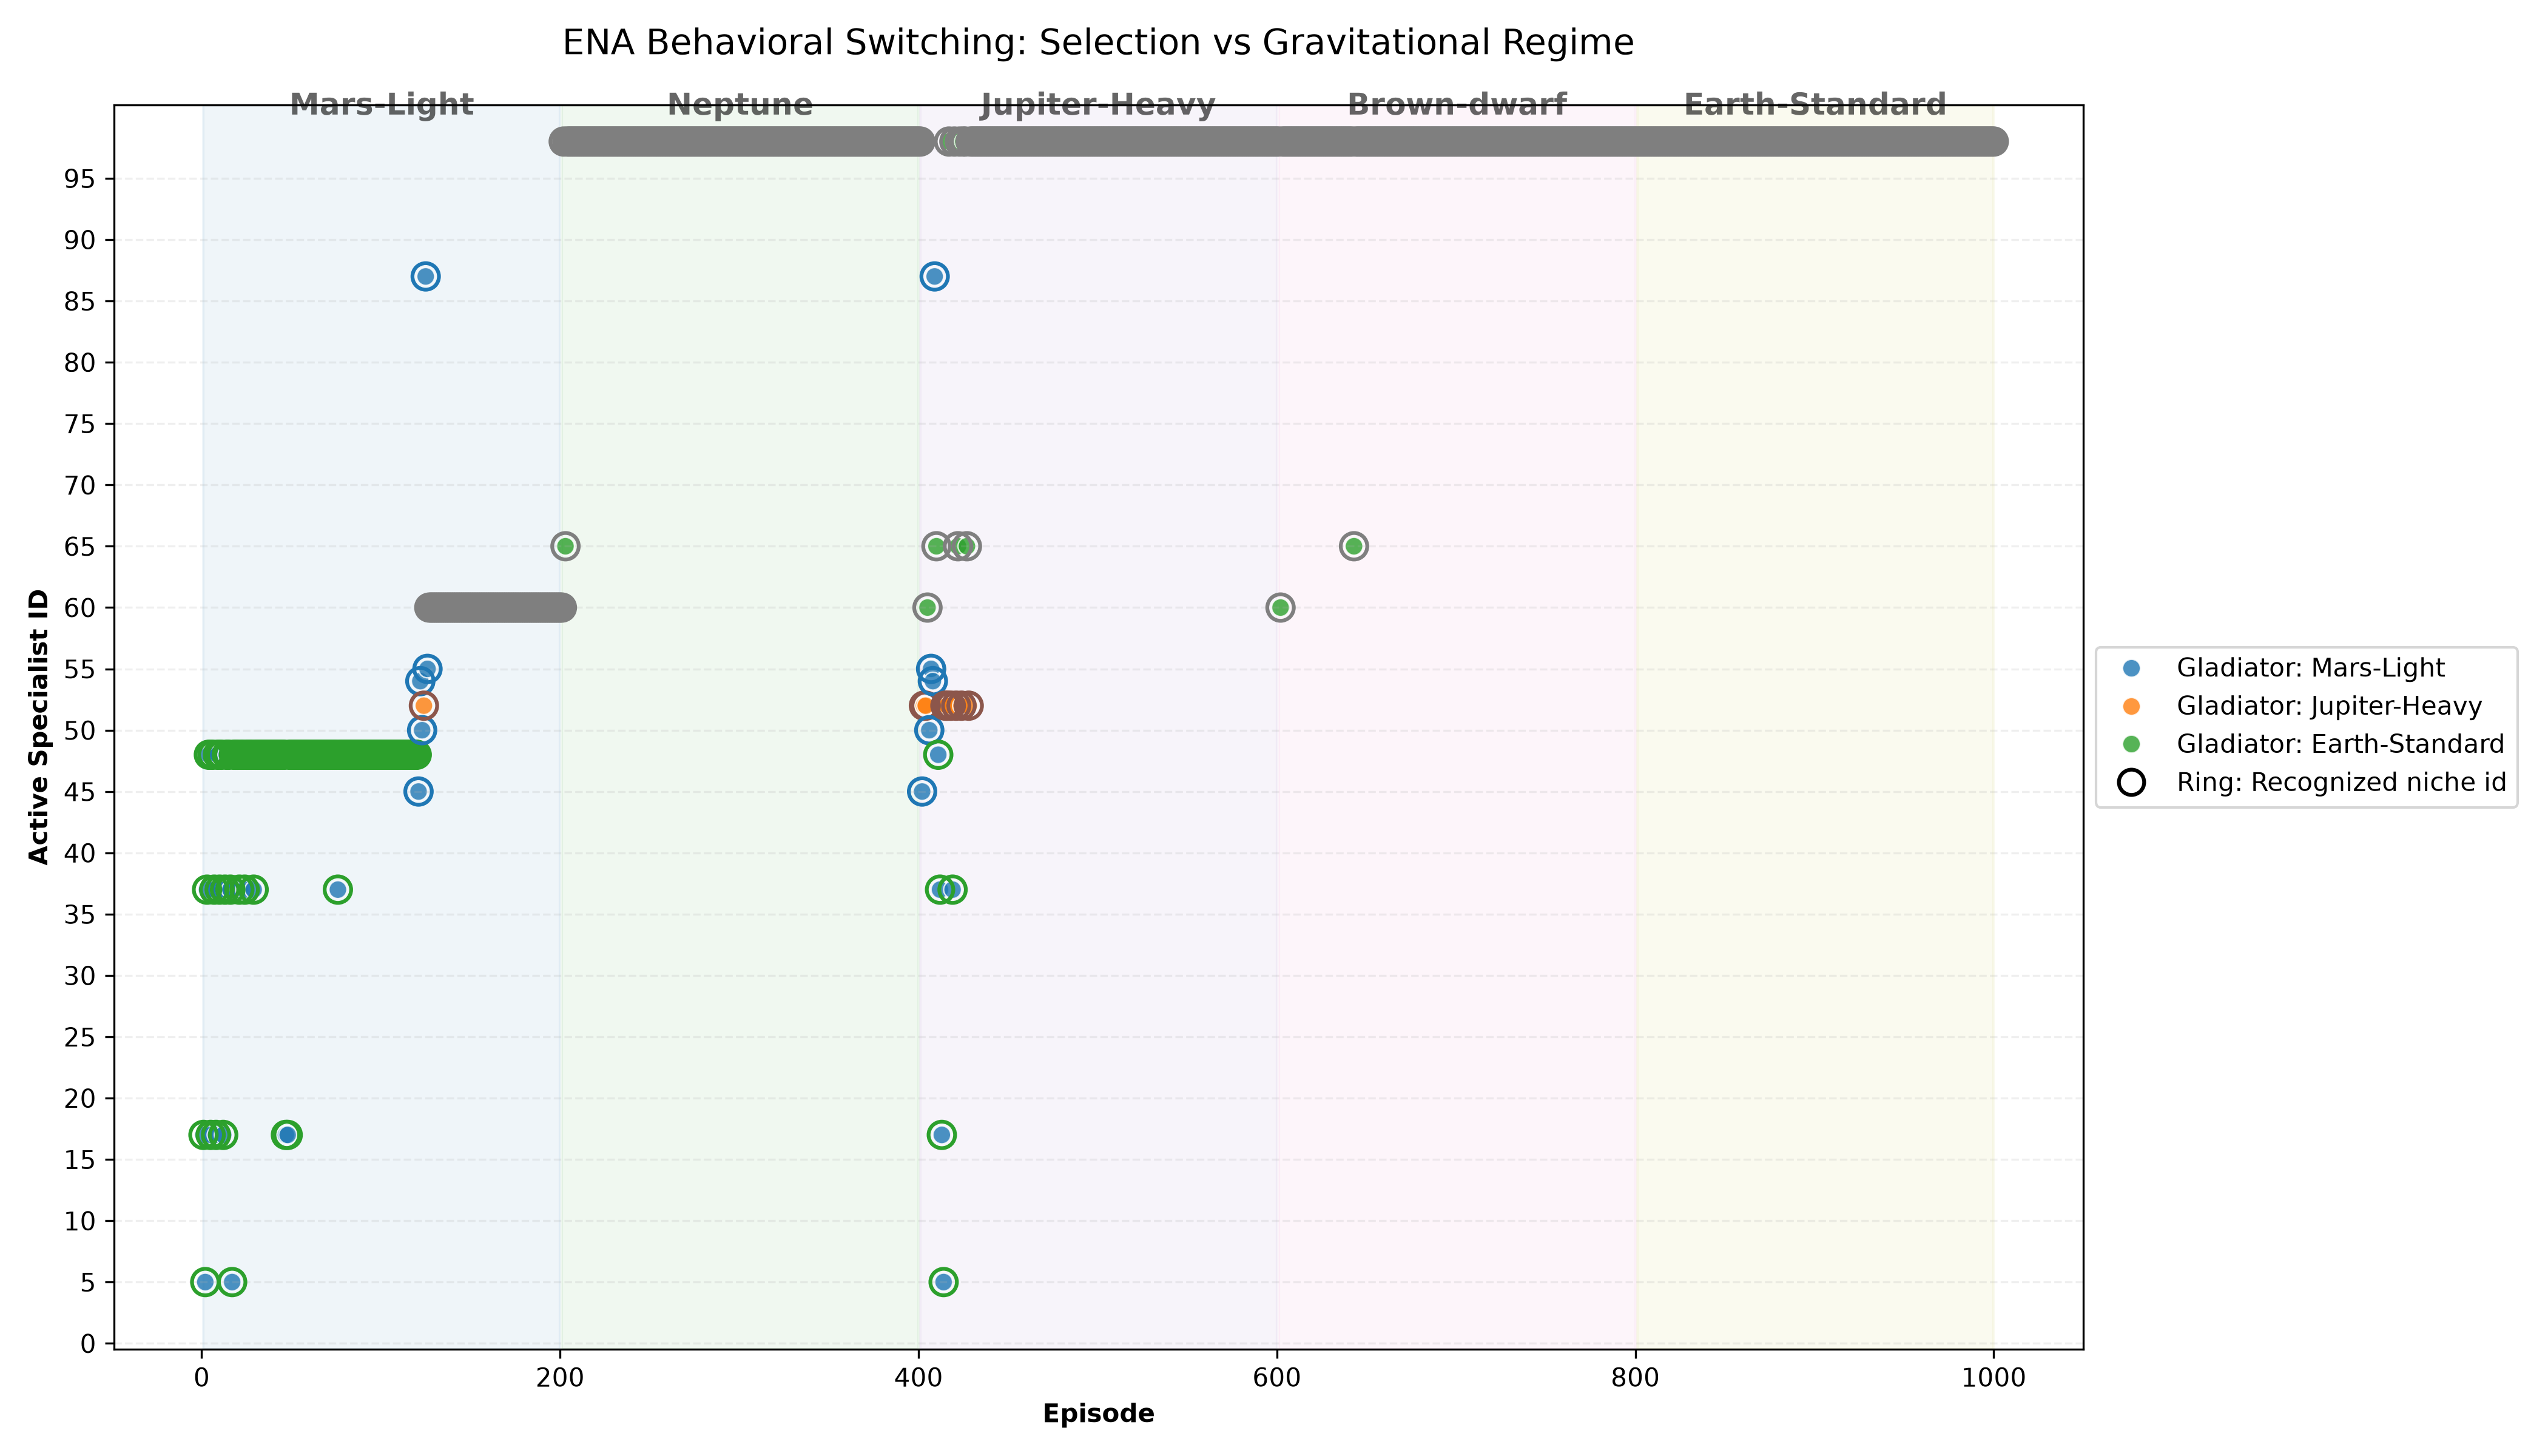 ENA Behavioral Switching: Selection vs Gravitational Regime
Mars-Light Neptune Jupiter-Heavy Brown-dwarf Earth-Standard
95
90
85
80
75
70
65
60
55
50
45
40
35
30
25
20
15
10
5
0
Active Specialist ID
0 200 400 600 800 1000
Episode
Gladiator: Mars-Light
Gladiator: Jupiter-Heavy
Gladiator: Earth-Standard
Ring: Recognized niche id